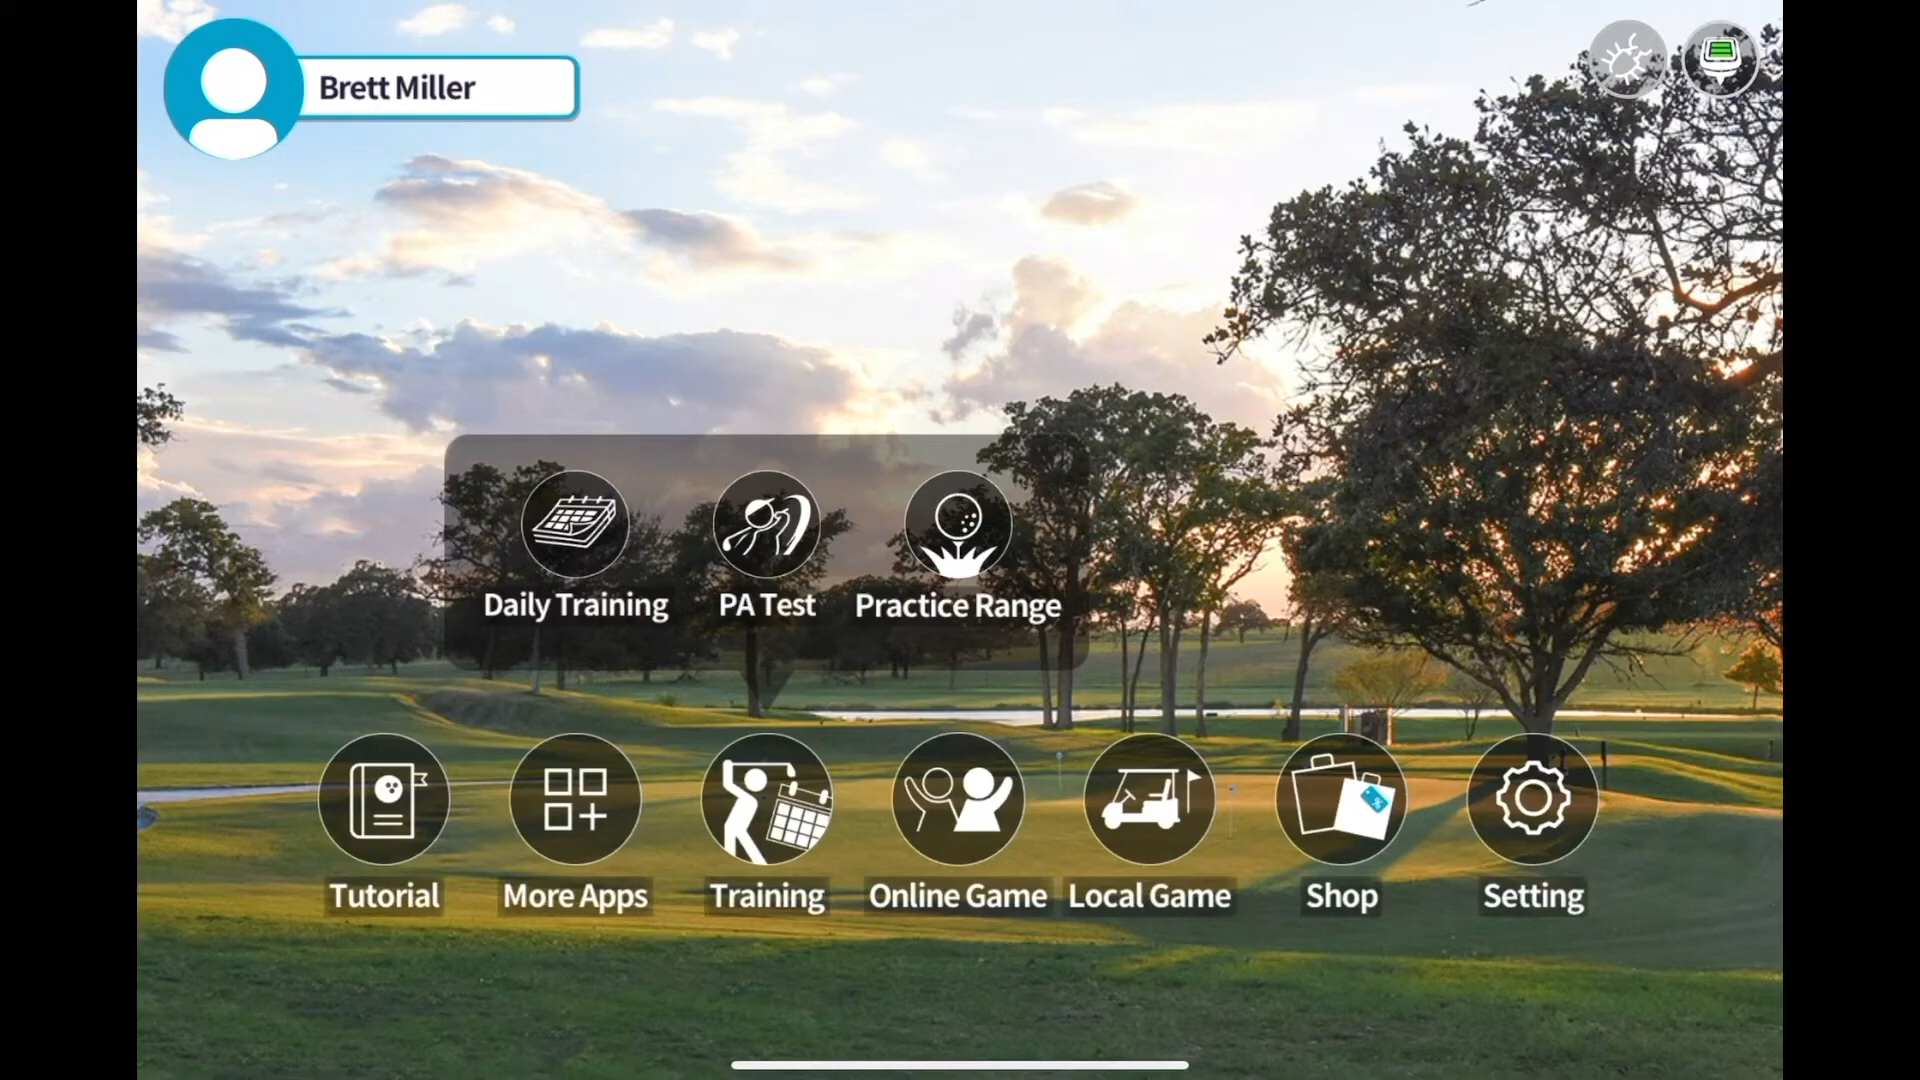 Brett Miller
Daily Training
PA Test
Practice Range
Tutorial
More Apps
Training
Online Game
Local Game
Shop
Setting